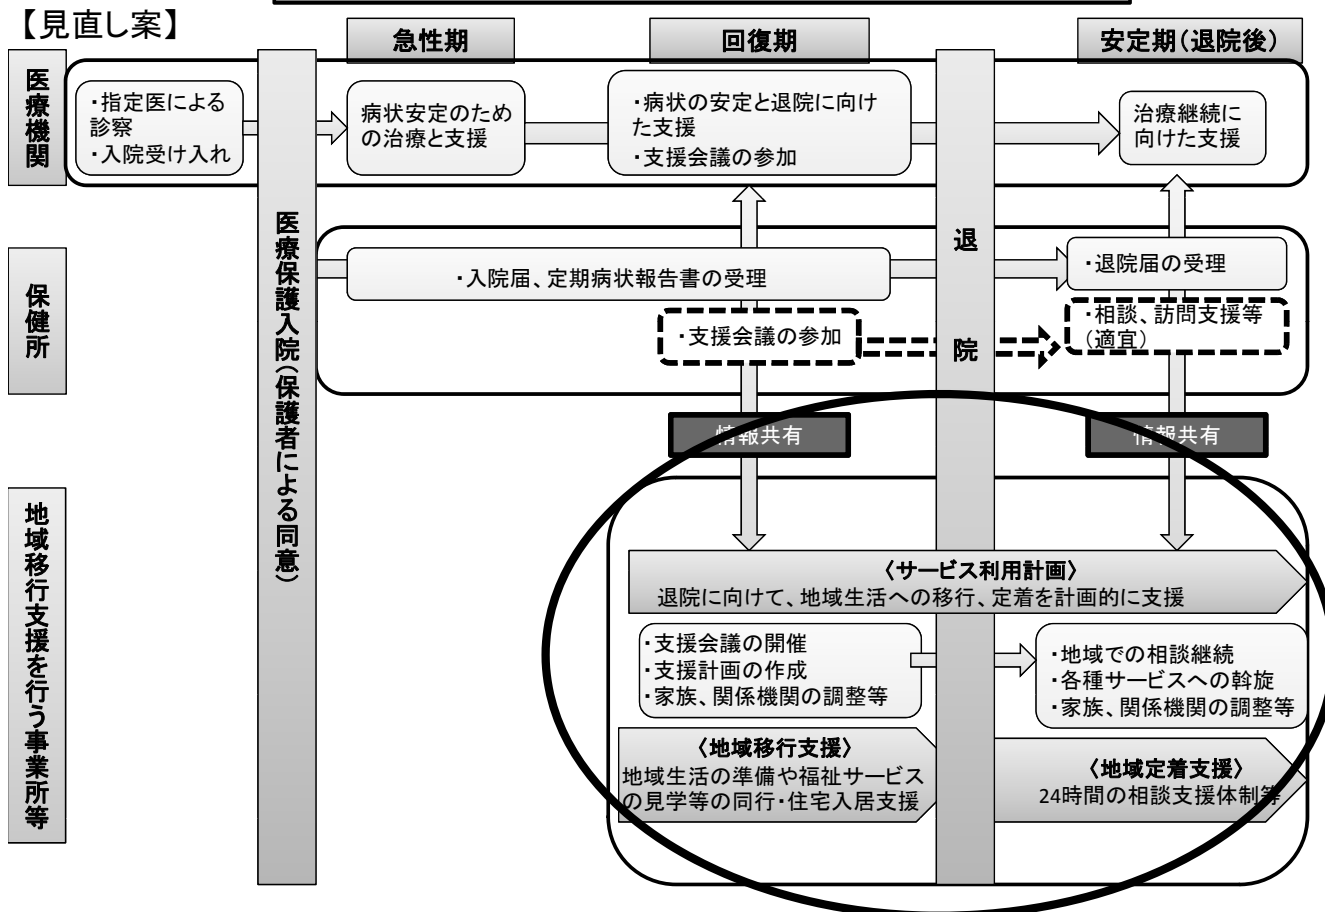 【見直し案】
急性期
回復期
安定期(退院後)
医療機関
・指定医による
診察
・入院受け入れ
病状安定のため
の治療と支援
・病状の安定と退院に向け
た支援
・支援会議の参加
治療継続に
向けた支援
医療保護入院(保護者による同意)
退院
保健所
・入院届、定期病状報告書の受理
・退院届の受理
・支援会議の参加
・相談、訪問支援等
(適宜)
情報共有
情報共有
地域移行支援を行う事業所等
〈サービス利用計画〉
退院に向けて、地域生活への移行、定着を計画的に支援
・支援会議の開催
・支援計画の作成
・家族、関係機関の調整等
・地域での相談継続
・各種サービスへの斡旋
・家族、関係機関の調整等
〈地域移行支援〉
地域生活の準備や福祉サービス
の見学等の同行・住宅入居支援
〈地域定着支援〉
24時間の相談支援体制等